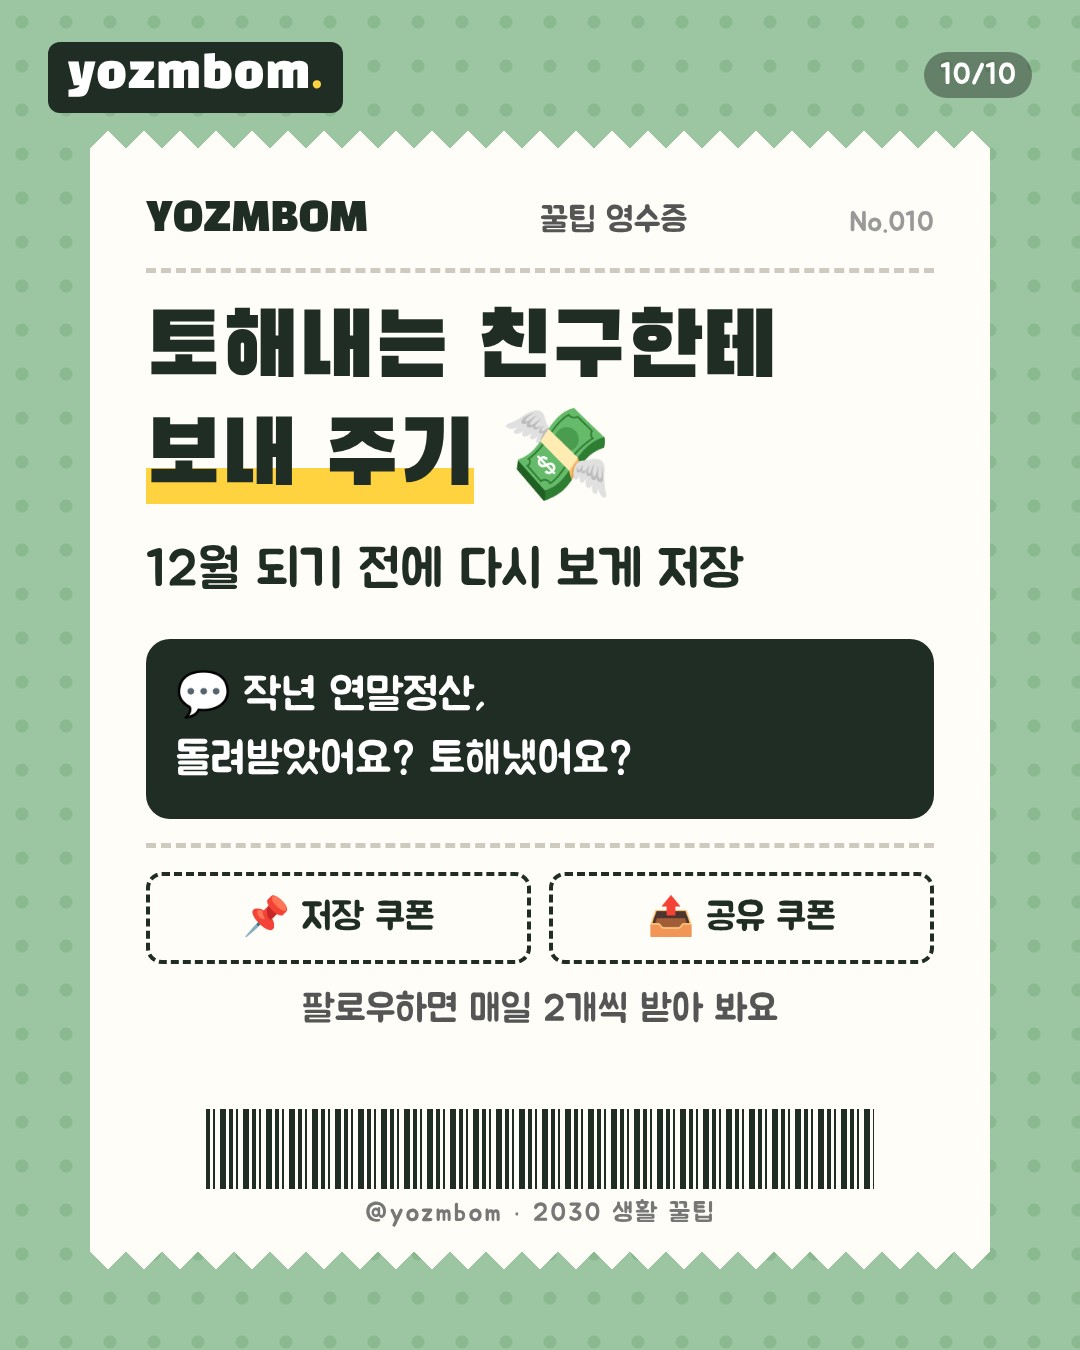 yozmbom.
10/10
YOZMBOM
꿀팁 영수증
No.010
토해내는 친구한테
보내 주기 💸
12월 되기 전에 다시 보게 저장
💬 작년 연말정산,
돌려받았어요? 토해냈어요?
📌 저장 쿠폰
📤 공유 쿠폰
팔로우하면 매일 2개씩 받아 봐요
@yozmbom · 2030 생활 꿀팁